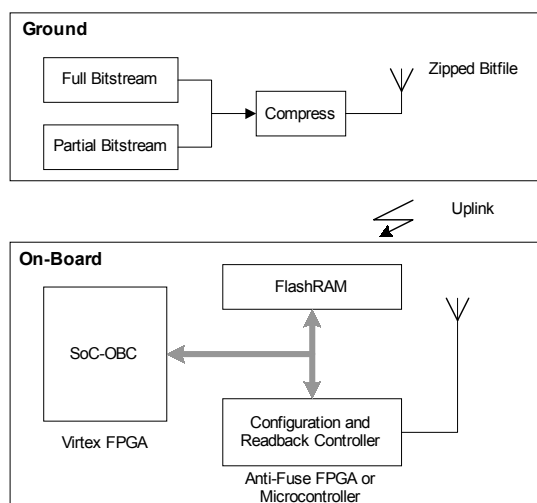 Ground
Full Bitstream
Partial Bitstream
Compress
Zipped Bitfile
Uplink
On-Board
FlashRAM
SoC-OBC
Virtex FPGA
Configuration and
Readback Controller
Anti-Fuse FPGA or
Microcontroller